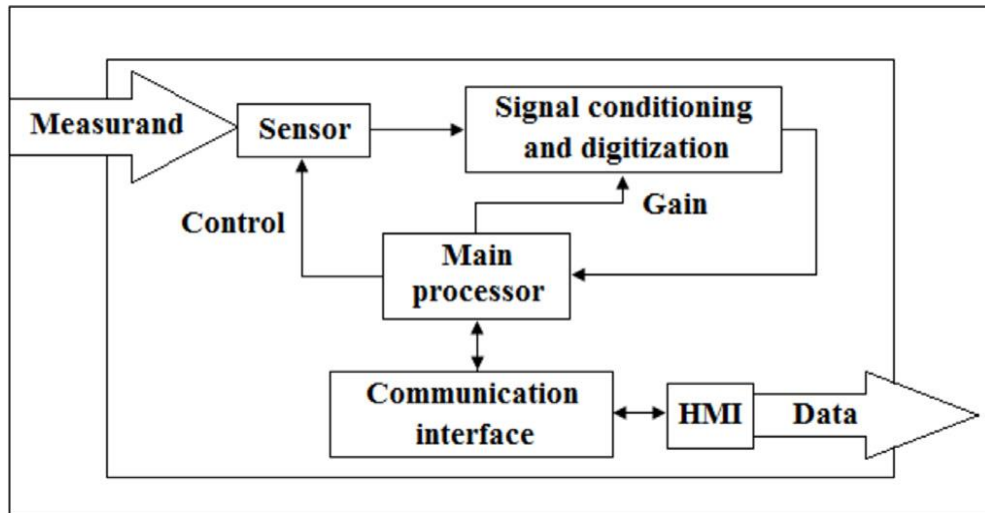 Measurand
Sensor
Signal conditioning
and digitization
Control
Gain
Main
processor
Communication
interface
HMI
Data